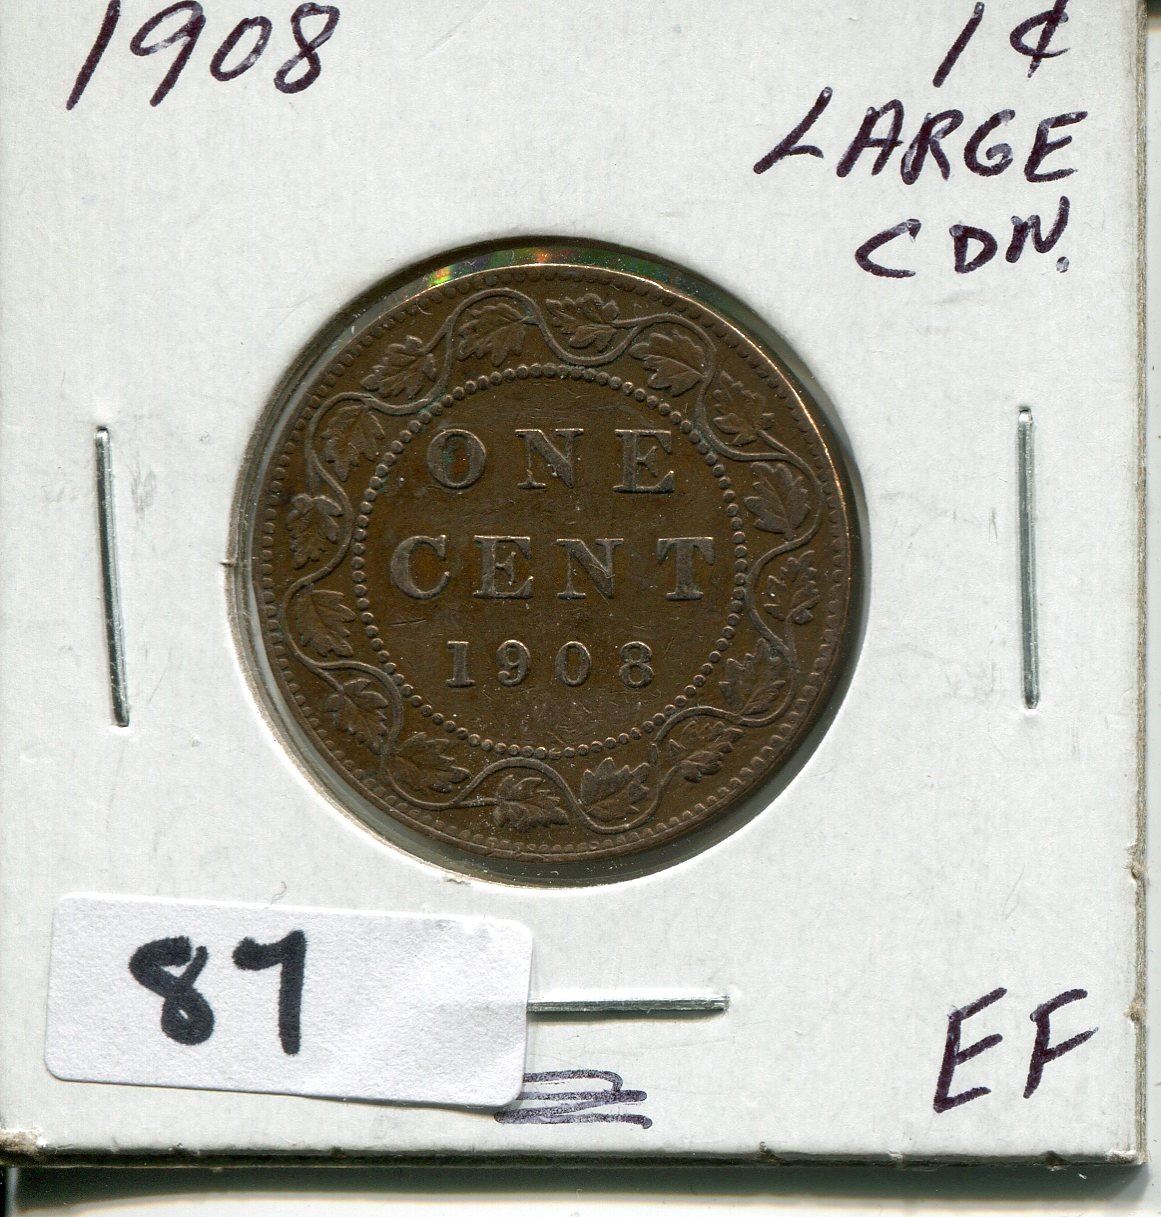 1908
1¢
LARGE
CDN.
ONE
CENT
1908
87
EF